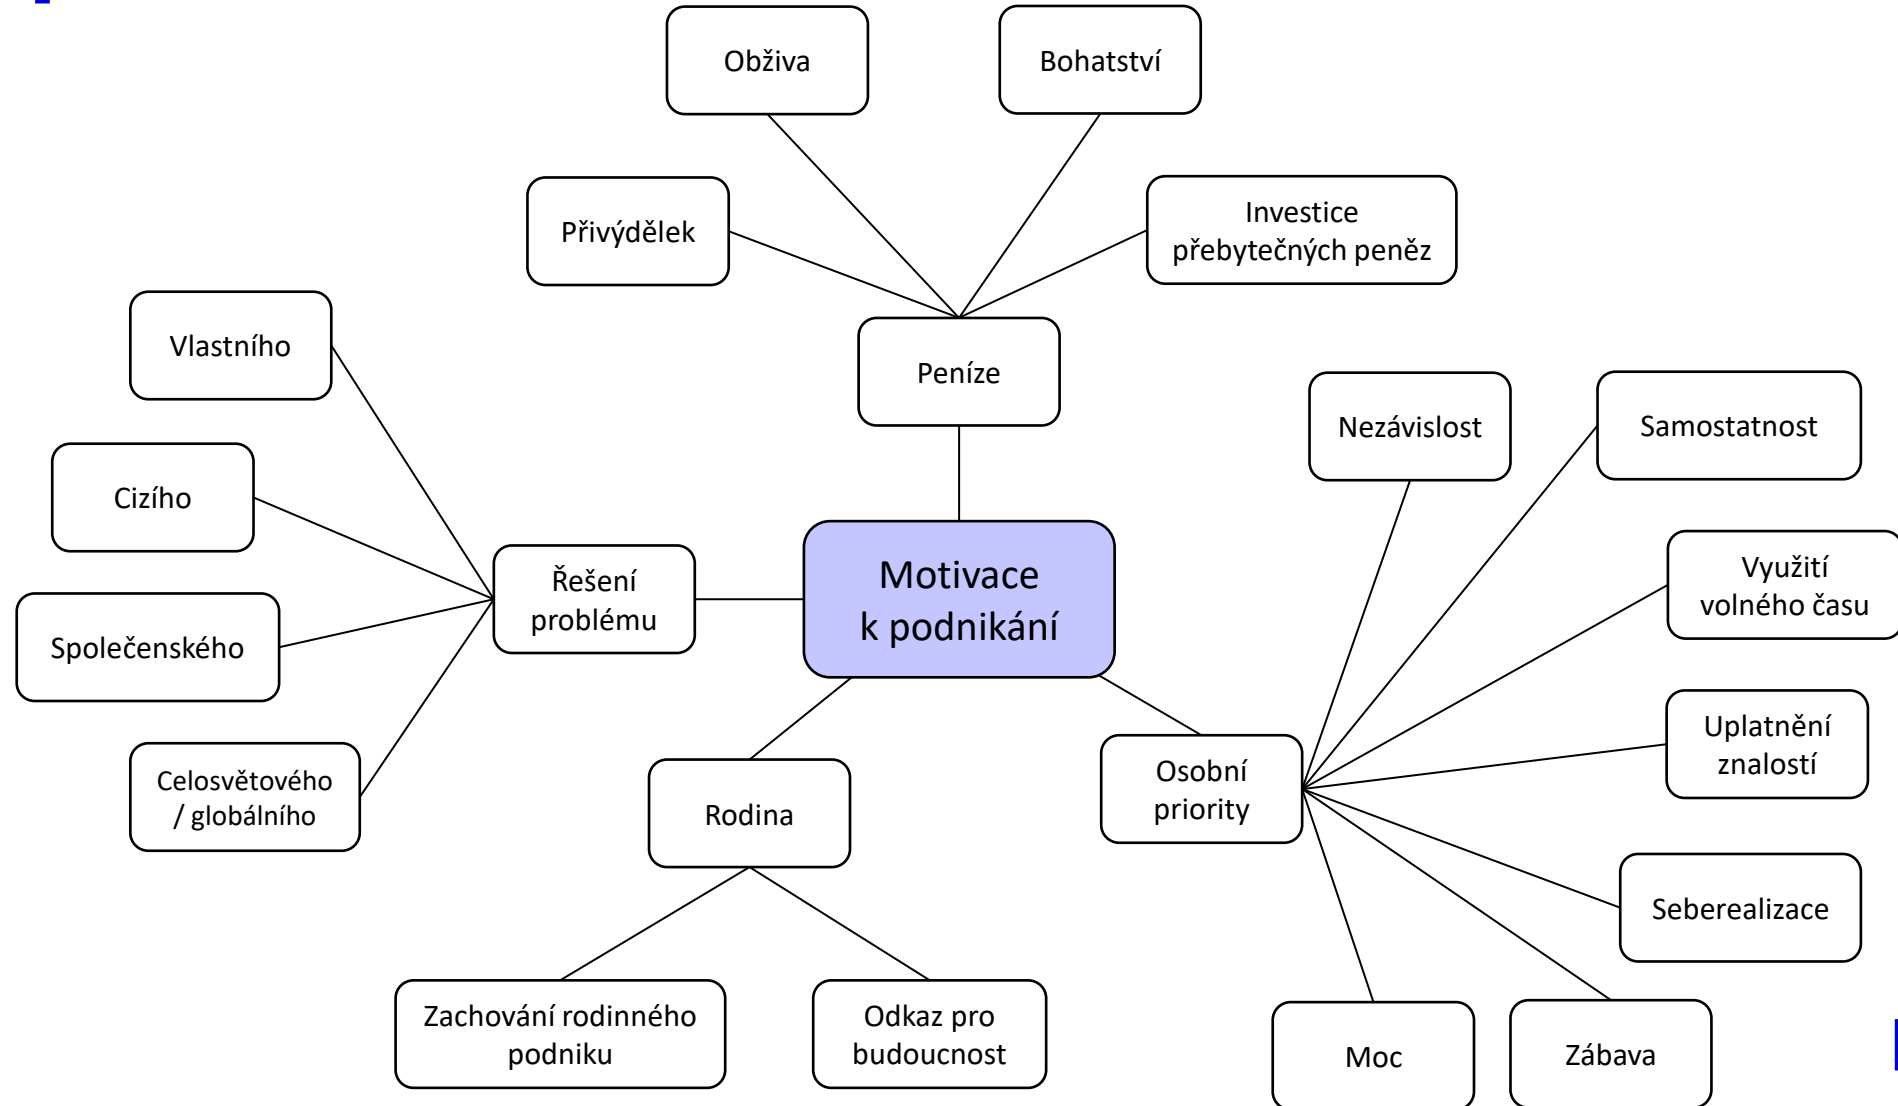 Obživa
Bohatství
Přivýdělek
Investice
přebytečných peněz
Vlastního
Peníze
Nezávislost
Samostatnost
Cizího
Řešení
problému
Motivace
k podnikání
Využití
volného času
Společenského
Uplatnění
znalostí
Celosvětového
/ globálního
Rodina
Osobní
priority
Seberealizace
Zachování rodinného
podniku
Odkaz pro
budoucnost
Moc
Zábava